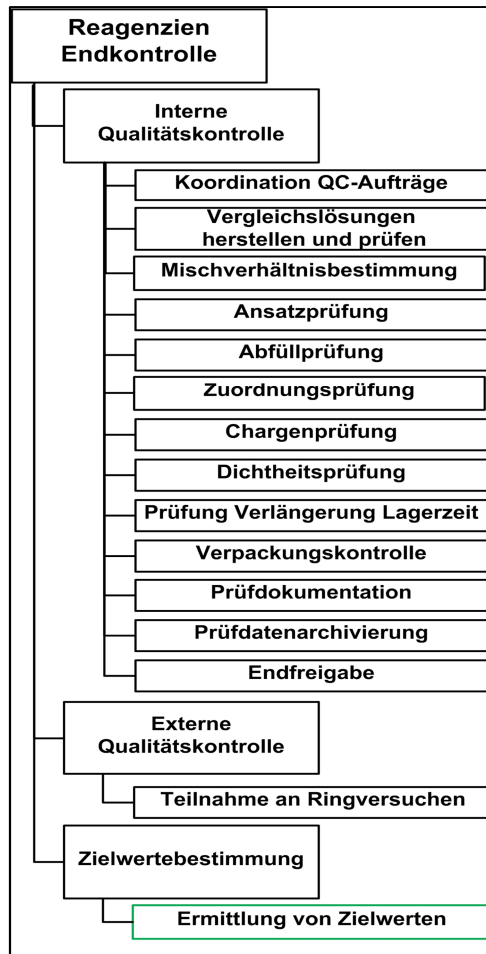 Reagenzien
Endkontrolle
Interne
Qualitätskontrolle
Koordination QC-Aufträge
Vergleichslösungen
herstellen und prüfen
Mischverhältnisbestimmung
Ansatzprüfung
Abfüllprüfung
Zuordnungsprüfung
Chargenprüfung
Dichtheitsprüfung
Prüfung Verlängerung Lagerzeit
Verpackungskontrolle
Prüfdokumentation
Prüfdatenarchivierung
Endfreigabe
Externe
Qualitätskontrolle
Teilnahme an Ringversuchen
Zielwertebestimmung
Ermittlung von Zielwerten